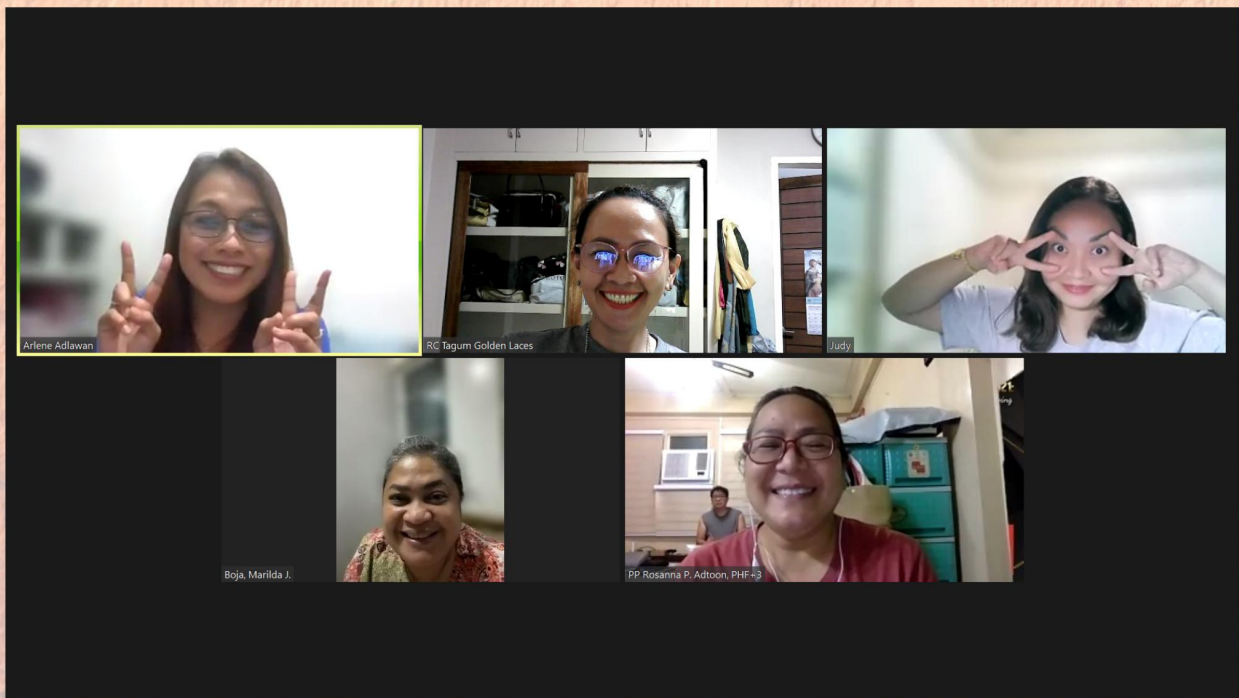 Arlene Adlawan
RC Tagum Golden Laces
Judy
Boja, Marilda J.
PP Rosanna P. Adtoon, PHF+3